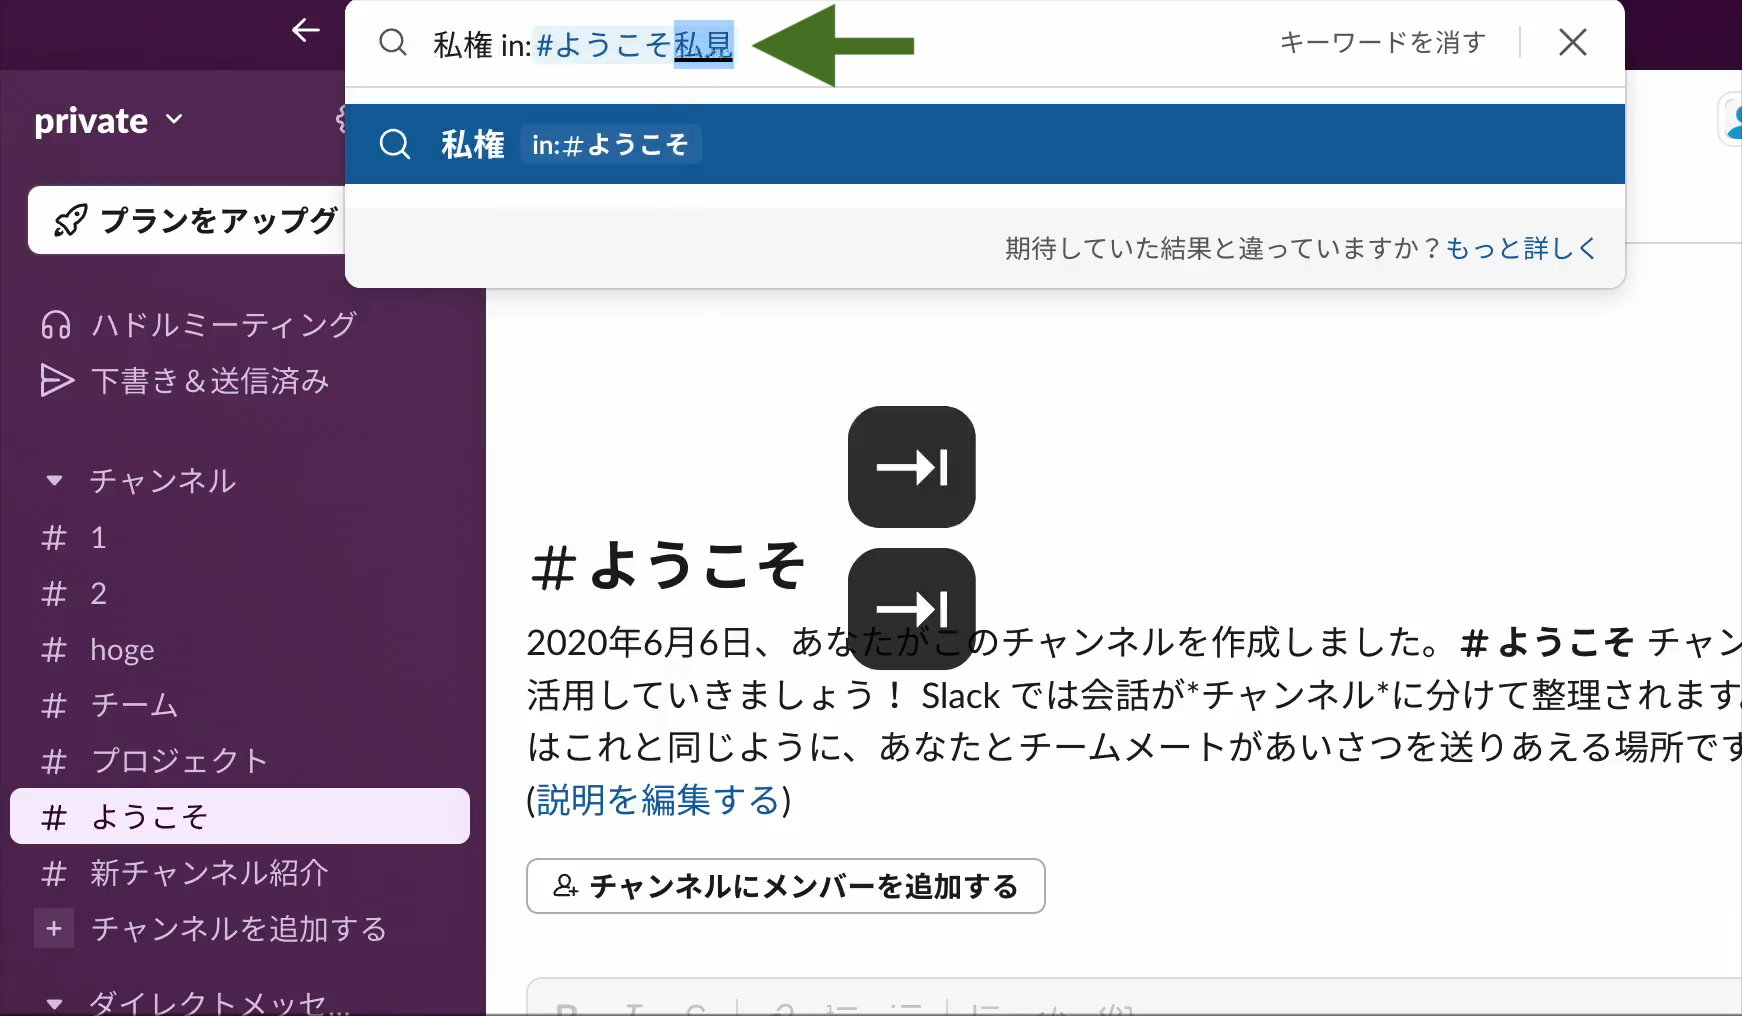 私権 in:#ようこそ私見
キーワードを消す
private
私権 in:#ようこそ
プランをアップグ
期待していた結果と違っていますか？もっと詳しく
ハドルミーティング
下書き＆送信済み
チャンネル
# 1
# 2
# hoge
# チーム
# プロジェクト
# ようこそ
# 新チャンネル紹介
+ チャンネルを追加する
ダイレクトメッセ...
#ようこそ
2020年6月6日、あなたがこのチャンネルを作成しました。#ようこそ チャン
活用していきましょう！ Slack では会話が*チャンネル*に分けて整理されます
はこれと同じように、あなたとチームメートがあいさつを送りあえる場所です
(説明を編集する)
チャンネルにメンバーを追加する